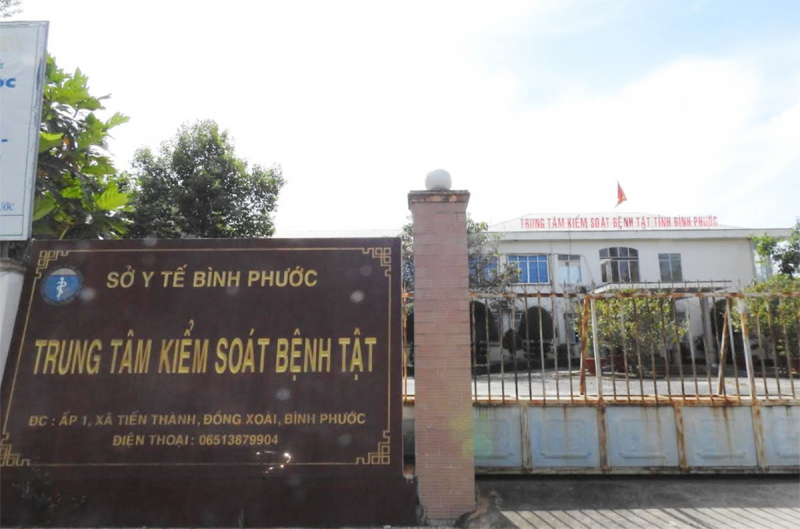 SỞ Y TẾ BÌNH PHƯỚC
TRUNG TÂM KIỂM SOÁT BỆNH TẬT
ĐC : ẤP 1, XÃ TIẾN THÀNH, ĐỒNG XOÀI, BÌNH PHƯỚC
ĐIỆN THOẠI : 06513879904
TRUNG TÂM KIỂM SOÁT BỆNH TẬT TỈNH BÌNH PHƯỚC